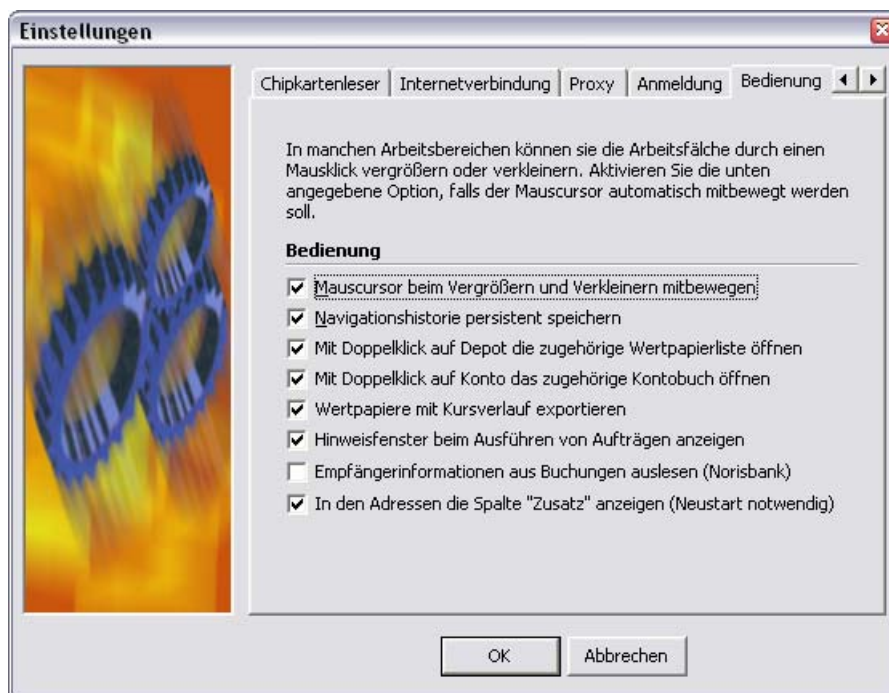 Einstellungen
Chipkartenleser
Internetverbindung
Proxy
Anmeldung
Bedienung
In manchen Arbeitsbereichen können sie die Arbeitsfälche durch einen
Mausklick vergrößern oder verkleinern. Aktivieren Sie die unten
angegebene Option, falls der Mauscursor automatisch mitbewegt werden
soll.
Bedienung
Mauscursor beim Vergrößern und Verkleinern mitbewegen
Navigationshistorie persistent speichern
Mit Doppelklick auf Depot die zugehörige Wertpapierliste öffnen
Mit Doppelklick auf Konto das zugehörige Kontobuch öffnen
Wertpapiere mit Kursverlauf exportieren
Hinweisfenster beim Ausführen von Aufträgen anzeigen
Empfängerinformationen aus Buchungen auslesen (Norisbank)
In den Adressen die Spalte "Zusatz" anzeigen (Neustart notwendig)
OK
Abbrechen